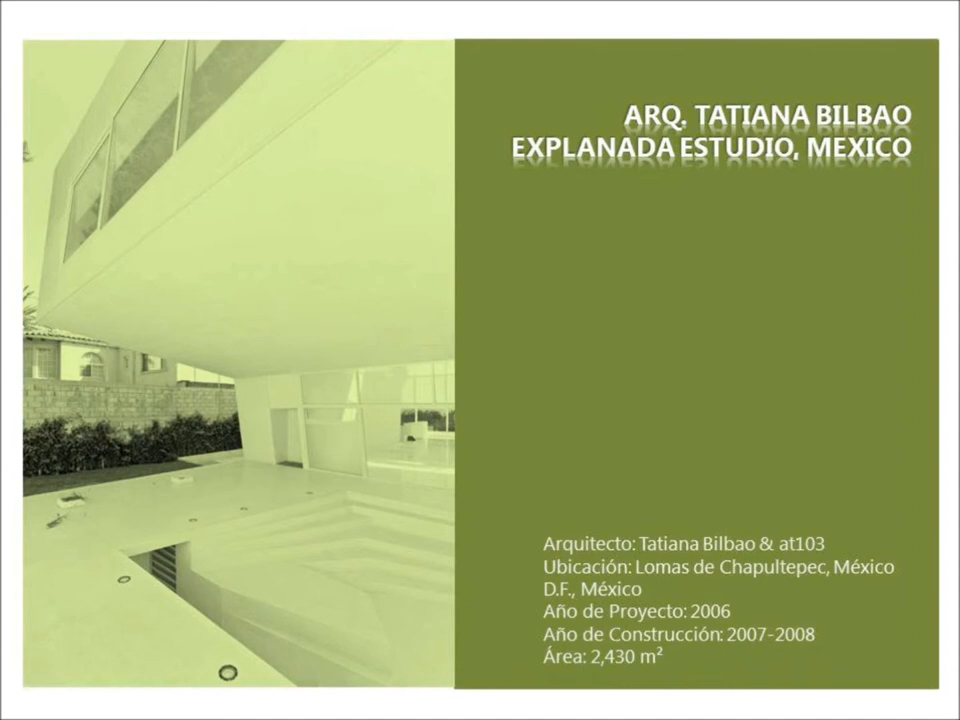 ARQ. TATIANA BILBAO
EXPLANADA ESTUDIO, MEXICO
Arquitecto: Tatiana Bilbao & at103
Ubicación: Lomas de Chapultepec, México
D.F., México
Año de Proyecto: 2006
Año de Construcción: 2007-2008
Área: 2,430 m²